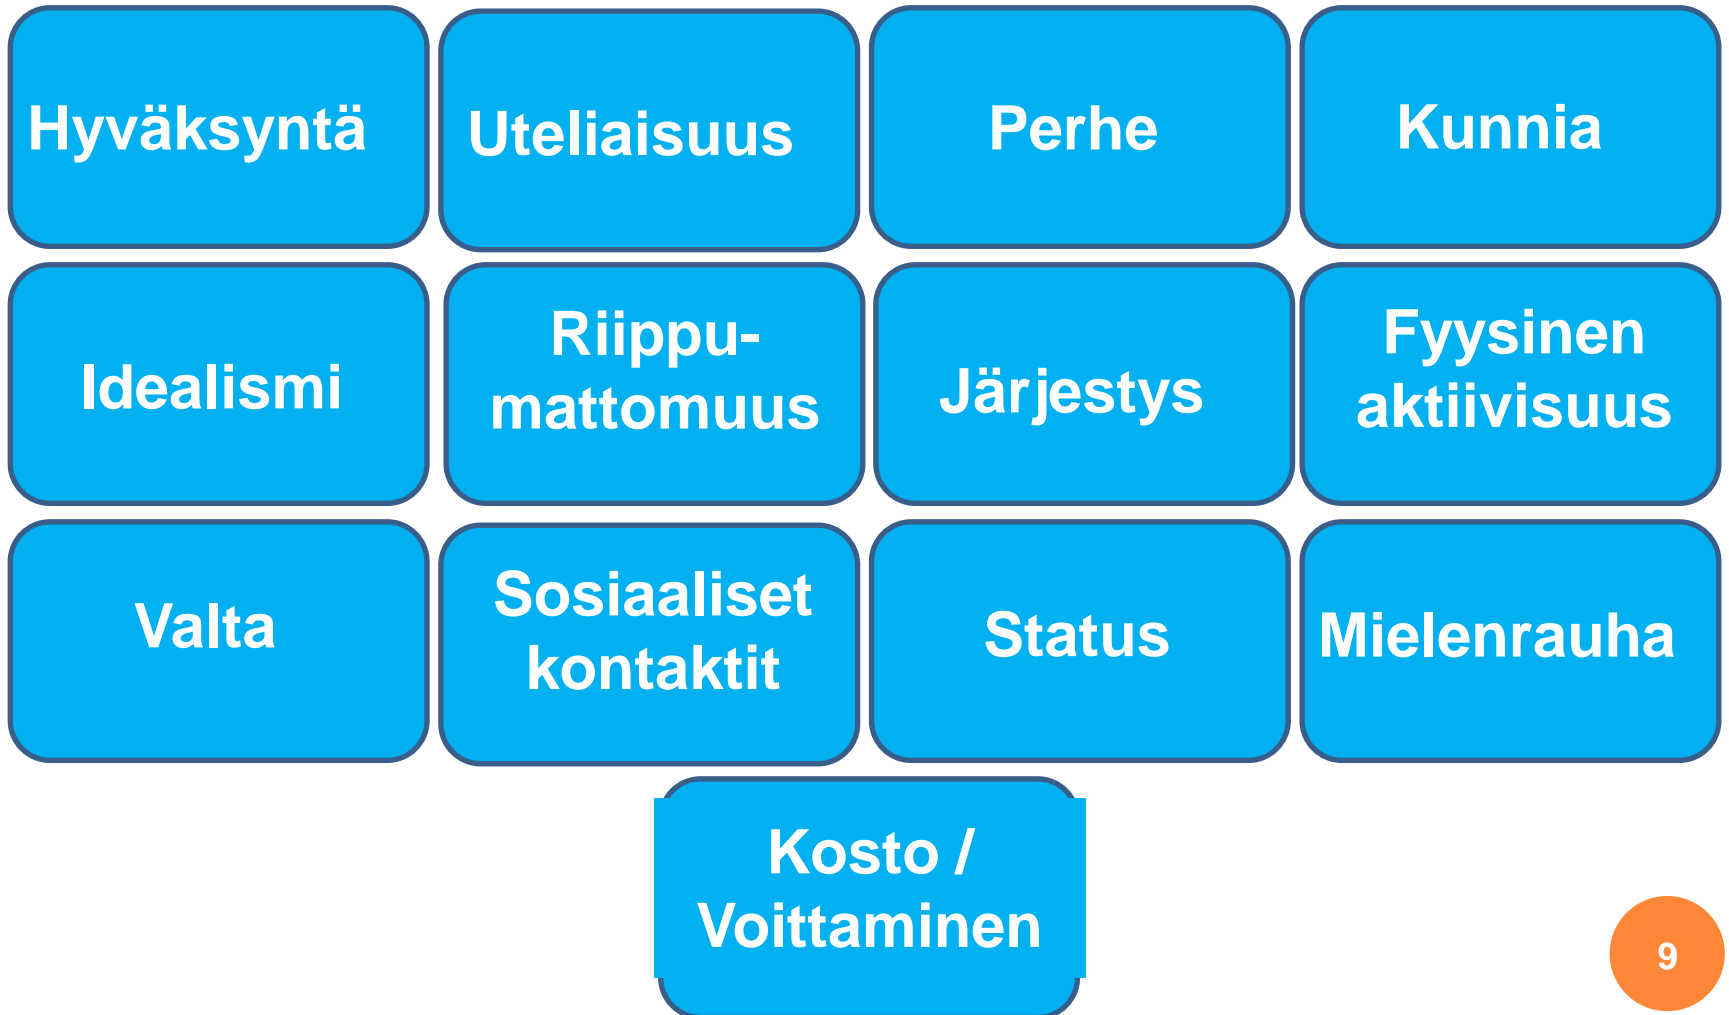 Hyväksyntä
Uteliaisuus
Perhe
Kunnia
Idealismi
Riippu-
mattomuus
Järjestys
Fyysinen
aktiivisuus
Valta
Sosiaaliset
kontaktit
Status
Mielenrauha
Kosto /
Voittaminen
9